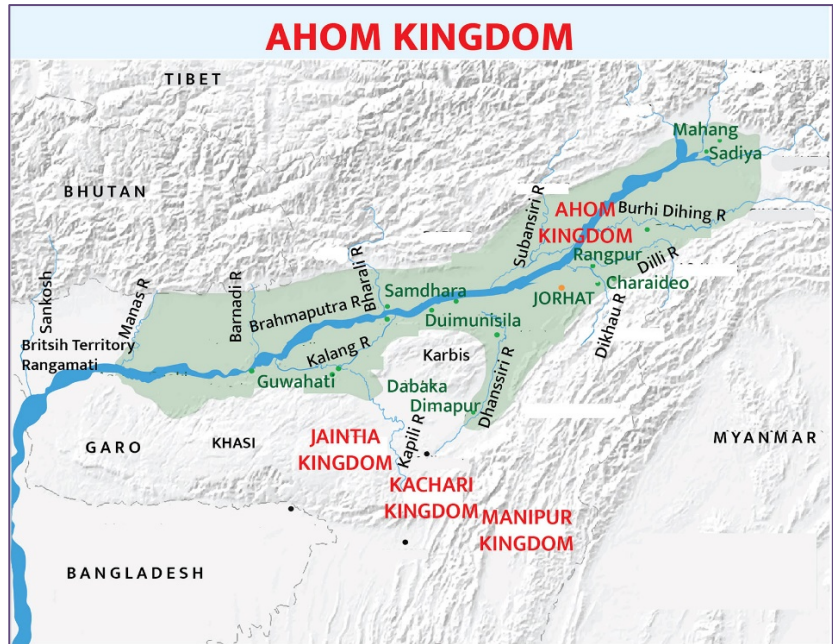 AHOM KINGDOM
TIBET
Mahang
Sadiya
BHUTAN
Subansiri R
AHOM
KINGDOM
Burhi Dihing R
Rangpur
Dilli R
Charaideo
JORHAT
Dikhau R
Sankosh
Manas R
Barnadi R
Brahmaputra R
Bharali R
Samdhara
Duimunisila
Britsih Territory
Rangamati
Kalang R
Karbis
Guwahati
Dabaka
Dimapur
Dhanssiri R
Kapili R
GARO
KHASI
JAINTIA
KINGDOM
KACHARI
KINGDOM
MANIPUR
KINGDOM
MYANMAR
BANGLADESH